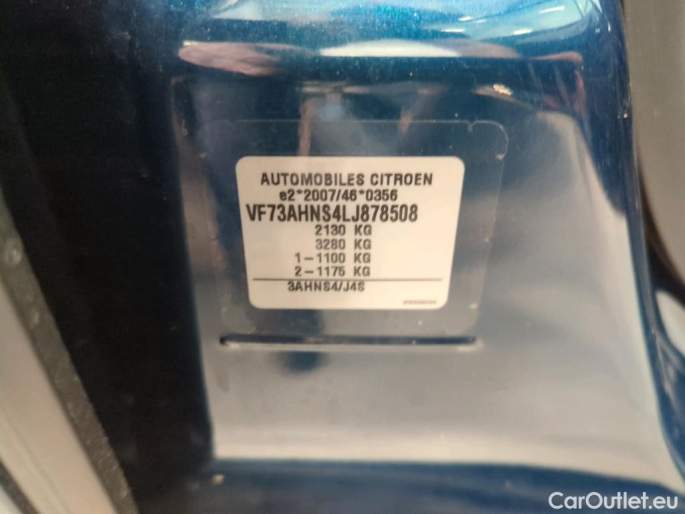 AUTOMOBILES CITROEN
e2*2007/46*0356
VF73AHNS4LJ878508
2130 KG
3280 KG
1-1100 KG
2-1175 KG
3AHNS4/J4S
CarOutlet.eu